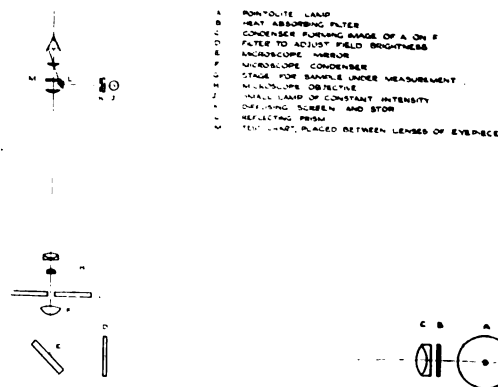 A POINTOLITE LAMP
B HEAT ABSORBING FILTER
C CONDENSER FORMING IMAGE OF A ON F
D FILTER TO ADJUST FIELD BRIGHTNESS
E MICROSCOPE MIRROR
F MICROSCOPE CONDENSER
G STAGE FOR SAMPLE UNDER MEASUREMENT
H MICROSCOPE OBJECTIVE
J SMALL LAMP OF CONSTANT INTENSITY
K DIFFUSING SCREEN AND STOP
L REFLECTING PRISM
M TEST CHART, PLACED BETWEEN LENSES OF EYEPIECE
M L
K J
H
F
D
E
C B A